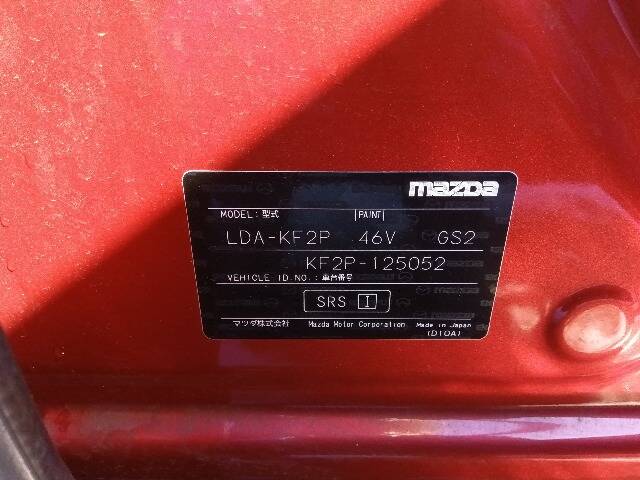 mazda
MODEL:型式 PAINT
LDA-KF2P 46V GS2
KF2P-125052
VEHICLE ID.NO.:車台番号
SRS I
マツダ株式会社 Mazda Motor Corporation Made in Japan
(D10A)